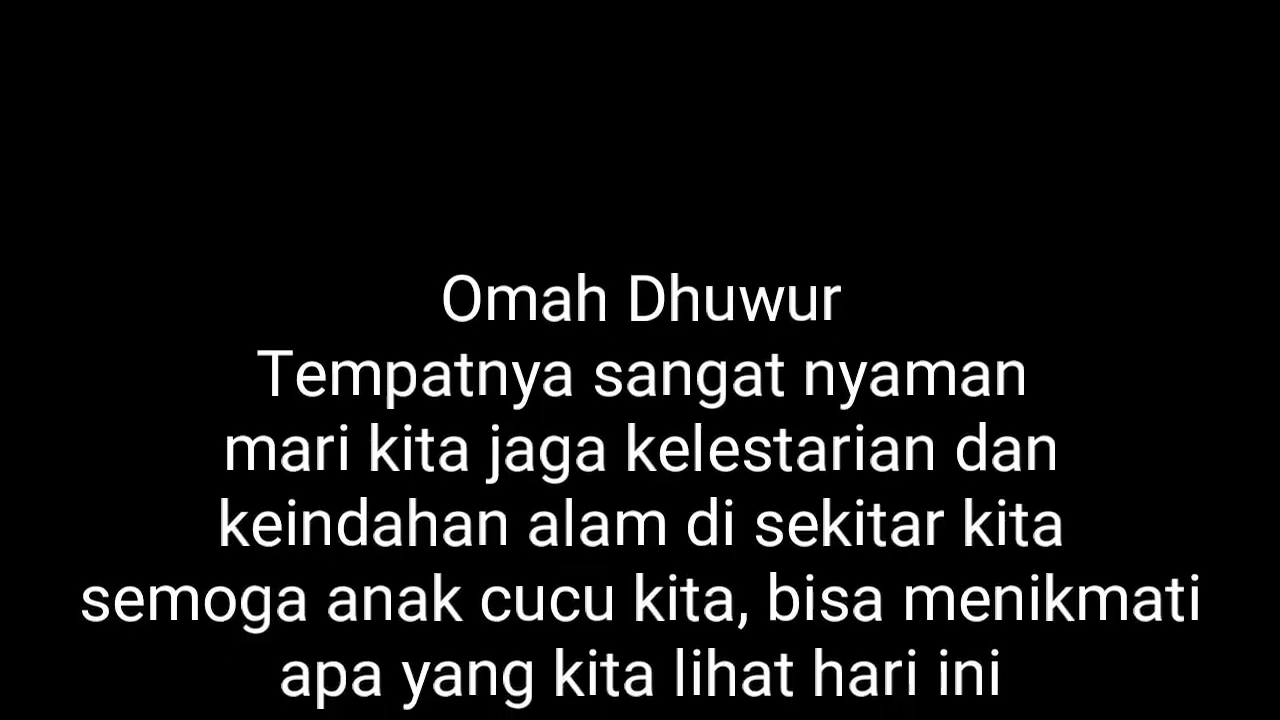 Omah Dhuwur
Tempatnya sangat nyaman
mari kita jaga kelestarian dan
keindahan alam di sekitar kita
semoga anak cucu kita, bisa menikmati
apa yang kita lihat hari ini